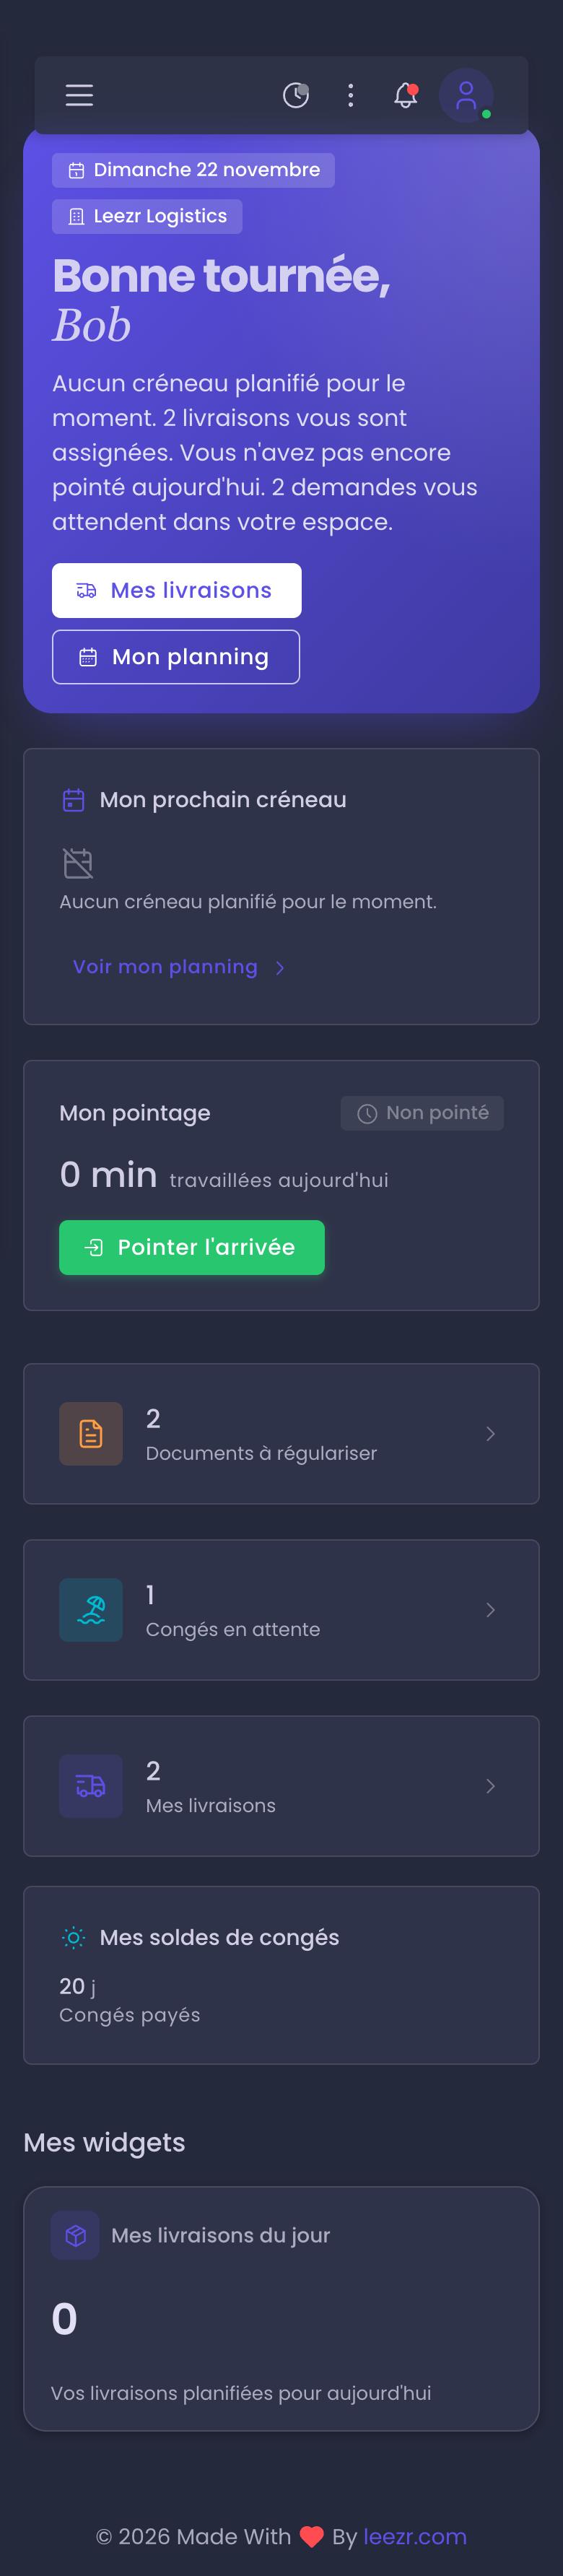 Dimanche 22 novembre
Leezr Logistics
Bonne tournée,
Bob
Aucun créneau planifié pour le
moment. 2 livraisons vous sont
assignées. Vous n'avez pas encore
pointé aujourd'hui. 2 demandes vous
attendent dans votre espace.
Mes livraisons
Mon planning
Mon prochain créneau
Aucun créneau planifié pour le moment.
Voir mon planning
Mon pointage
Non pointé
0 min travaillées aujourd'hui
Pointer l'arrivée
2
Documents à régulariser
1
Congés en attente
2
Mes livraisons
Mes soldes de congés
20 j
Congés payés
Mes widgets
Mes livraisons du jour
0
Vos livraisons planifiées pour aujourd'hui
© 2026 Made With ❤ By leezr.com